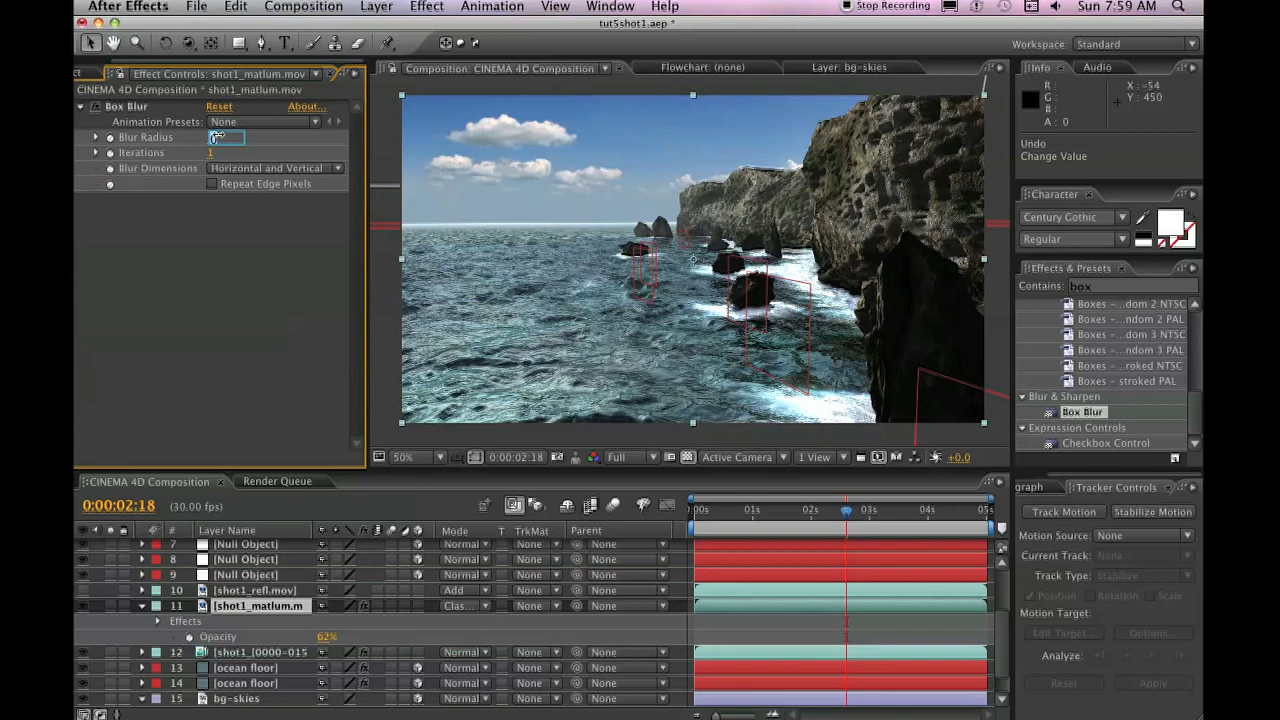 After Effects File Edit Composition Layer Effect Animation View Window Help Stop Recording Sun 7:59 AM
tut5shot1.aep *
Workspace: Standard
Effect Controls: shot1_matlum.mov
Composition: CINEMA 4D Composition
Flowchart: (none)
Layer: bg-skies
Info Audio
CINEMA 4D Composition * shot1_matlum.mov
Box Blur Reset About...
Animation Presets: None
Blur Radius
Iterations 1
Blur Dimensions Horizontal and Vertical
Repeat Edge Pixels
R :
G :
B :
A : 0
X : -54
Y : 450
Undo
Change Value
Character
Century Gothic
Regular
Effects & Presets
Contains: box
Boxes - ...dom 2 NTSC
Boxes - ...ndom 2 PAL
Boxes - ...dom 3 NTSC
Boxes - ...ndom 3 PAL
Boxes - ...roked NTSC
Boxes - stroked PAL
Blur & Sharpen
Box Blur
Expression Controls
Checkbox Control
50% 0:00:02:18 Full Active Camera 1 View +0.0
CINEMA 4D Composition Render Queue
0:00:02:18 (30.00 fps)
:00s 01s 02s 03s 04s 05s
# Layer Name Mode T TrkMat Parent
7 [Null Object] Normal None None
8 [Null Object] Normal None None
9 [Null Object] Normal None None
10 [shot1_refl.mov] Add None None
11 [shot1_matlum.m Clas... None None
Effects
Opacity 62%
12 [shot1_[0000-015 Normal None None
13 [ocean floor] Normal None None
14 [ocean floor] Normal None None
15 bg-skies Normal None None
graph Tracker Controls
Track Motion Stabilize Motion
Motion Source: None
Current Track: None
Track Type: Stabilize
Position Rotation Scale
Motion Target:
Edit Target... Options...
Analyze:
Reset Apply